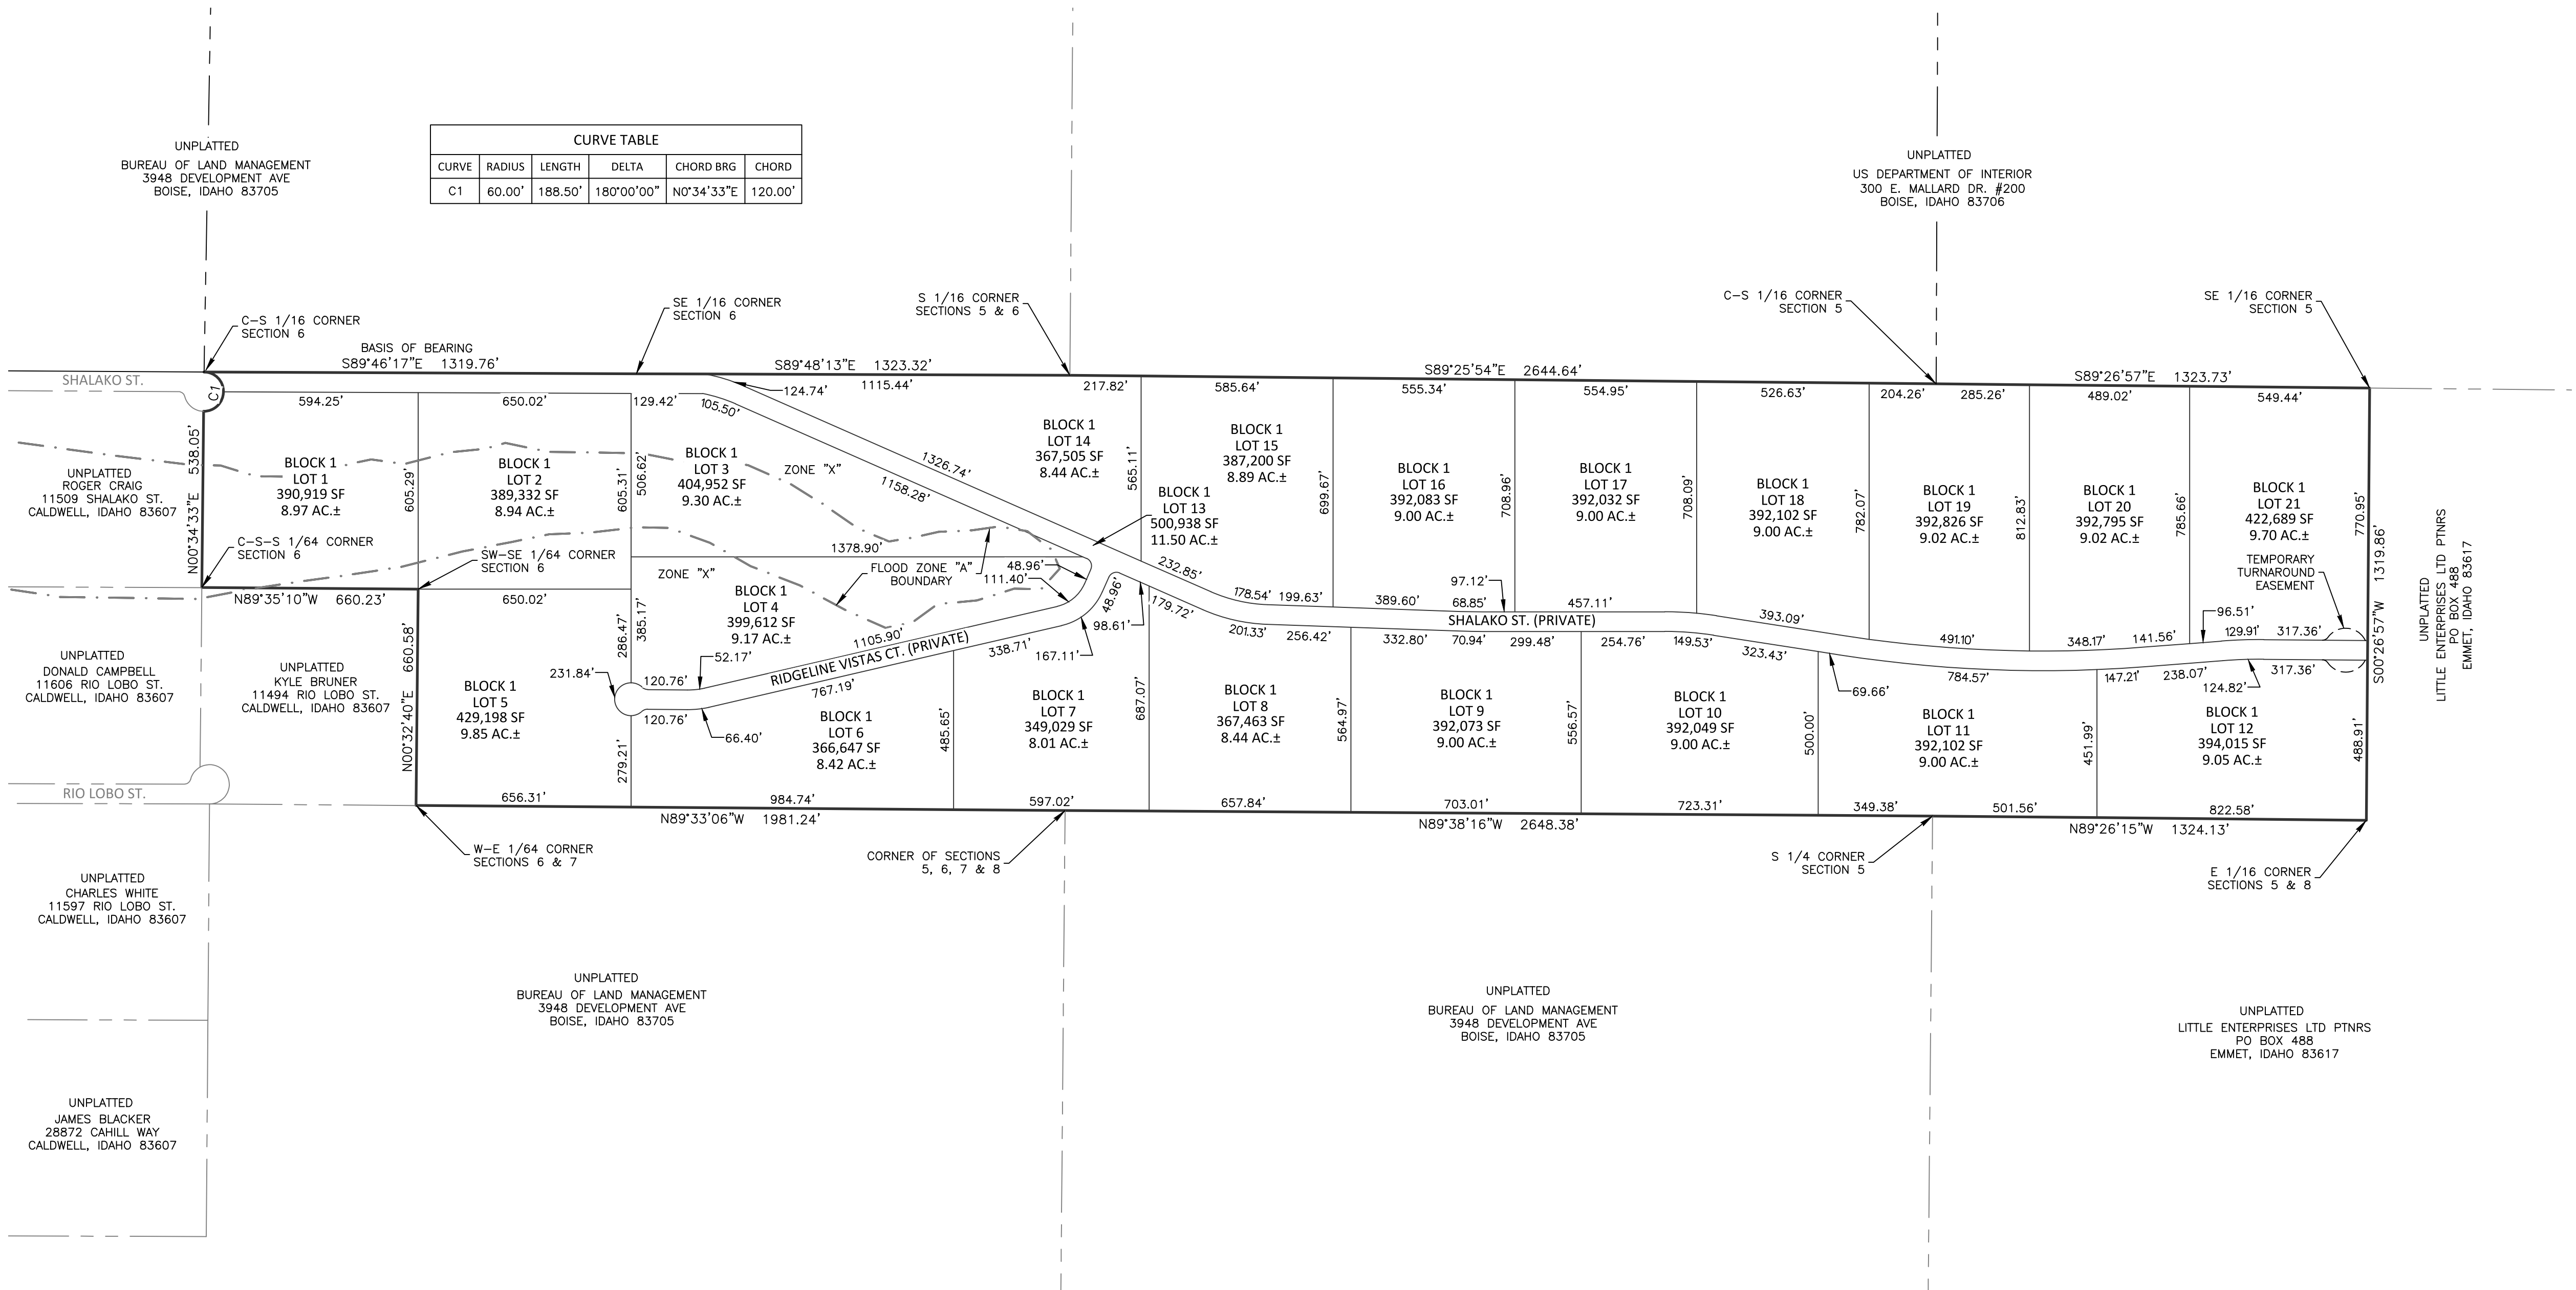 UNPLATTED
BUREAU OF LAND MANAGEMENT
3948 DEVELOPMENT AVE
BOISE, IDAHO 83705
CURVE TABLE
CURVE RADIUS LENGTH DELTA CHORD BRG CHORD
C1 60.00' 188.50' 180°00'00" N0°34'33"E 120.00'
UNPLATTED
US DEPARTMENT OF INTERIOR
300 E. MALLARD DR. #200
BOISE, IDAHO 83706
C-S 1/16 CORNER
SECTION 6
SE 1/16 CORNER
SECTION 6
S 1/16 CORNER
SECTIONS 5 & 6
C-S 1/16 CORNER
SECTION 5
SE 1/16 CORNER
SECTION 5
BASIS OF BEARING
S89°46'17"E 1319.76'
S89°48'13"E 1323.32'
S89°25'54"E 2644.64'
S89°26'57"E 1323.73'
SHALAKO ST.
C1
594.25'
650.02'
129.42'
105.50'
124.74'
1115.44'
217.82'
585.64'
555.34'
554.95'
526.63'
204.26'
285.26'
489.02'
549.44'
UNPLATTED
ROGER CRAIG
11509 SHALAKO ST.
CALDWELL, IDAHO 83607
N00°34'33"E 538.05'
BLOCK 1
LOT 1
390,919 SF
8.97 AC.±
605.29'
BLOCK 1
LOT 2
389,332 SF
8.94 AC.±
605.31'
506.62'
BLOCK 1
LOT 3
404,952 SF
9.30 AC.±
ZONE "X"
1326.74'
1158.28'
BLOCK 1
LOT 14
367,505 SF
8.44 AC.±
565.11'
BLOCK 1
LOT 15
387,200 SF
8.89 AC.±
BLOCK 1
LOT 13
500,938 SF
11.50 AC.±
699.67'
BLOCK 1
LOT 16
392,083 SF
9.00 AC.±
708.96'
BLOCK 1
LOT 17
392,032 SF
9.00 AC.±
708.09'
BLOCK 1
LOT 18
392,102 SF
9.00 AC.±
782.07'
BLOCK 1
LOT 19
392,826 SF
9.02 AC.±
812.83'
BLOCK 1
LOT 20
392,795 SF
9.02 AC.±
785.66'
BLOCK 1
LOT 21
422,689 SF
9.70 AC.±
770.95'
TEMPORARY
TURNAROUND
EASEMENT
S00°26'57"W 1319.86'
UNPLATTED
LITTLE ENTERPRISES LTD PTNRS
PO BOX 488
EMMET, IDAHO 83617
C-S-S 1/64 CORNER
SECTION 6
SW-SE 1/64 CORNER
SECTION 6
N89°35'10"W 660.23'
650.02'
1378.90'
ZONE "X"
FLOOD ZONE "A"
BOUNDARY
48.96'
111.40'
BLOCK 1
LOT 4
399,612 SF
9.17 AC.±
286.47'
385.17'
1105.90'
RIDGELINE VISTAS CT. (PRIVATE)
48.96'
98.61'
167.11'
338.71'
232.85'
179.72'
178.54'
199.63'
201.33'
256.42'
389.60'
68.85'
97.12'
457.11'
SHALAKO ST. (PRIVATE)
332.80'
70.94'
299.48'
254.76'
149.53'
393.09'
323.43'
69.66'
491.10'
784.57'
348.17'
141.56'
96.51'
129.91'
317.36'
147.21'
238.07'
124.82'
317.36'
UNPLATTED
DONALD CAMPBELL
11606 RIO LOBO ST.
CALDWELL, IDAHO 83607
UNPLATTED
KYLE BRUNER
11494 RIO LOBO ST.
CALDWELL, IDAHO 83607
N00°32'40"E 660.58'
BLOCK 1
LOT 5
429,198 SF
9.85 AC.±
231.84'
120.76'
120.76'
52.17'
66.40'
767.19'
279.21'
BLOCK 1
LOT 6
366,647 SF
8.42 AC.±
485.65'
BLOCK 1
LOT 7
349,029 SF
8.01 AC.±
687.07'
BLOCK 1
LOT 8
367,463 SF
8.44 AC.±
564.97'
BLOCK 1
LOT 9
392,073 SF
9.00 AC.±
556.57'
BLOCK 1
LOT 10
392,049 SF
9.00 AC.±
500.00'
BLOCK 1
LOT 11
392,102 SF
9.00 AC.±
451.99'
BLOCK 1
LOT 12
394,015 SF
9.05 AC.±
488.91'
RIO LOBO ST.
656.31'
984.74'
597.02'
657.84'
703.01'
723.31'
349.38'
501.56'
822.58'
N89°33'06"W 1981.24'
N89°38'16"W 2648.38'
N89°26'15"W 1324.13'
W-E 1/64 CORNER
SECTIONS 6 & 7
CORNER OF SECTIONS
5, 6, 7 & 8
S 1/4 CORNER
SECTION 5
E 1/16 CORNER
SECTIONS 5 & 8
UNPLATTED
CHARLES WHITE
11597 RIO LOBO ST.
CALDWELL, IDAHO 83607
UNPLATTED
BUREAU OF LAND MANAGEMENT
3948 DEVELOPMENT AVE
BOISE, IDAHO 83705
UNPLATTED
BUREAU OF LAND MANAGEMENT
3948 DEVELOPMENT AVE
BOISE, IDAHO 83705
UNPLATTED
LITTLE ENTERPRISES LTD PTNRS
PO BOX 488
EMMET, IDAHO 83617
UNPLATTED
JAMES BLACKER
28872 CAHILL WAY
CALDWELL, IDAHO 83607